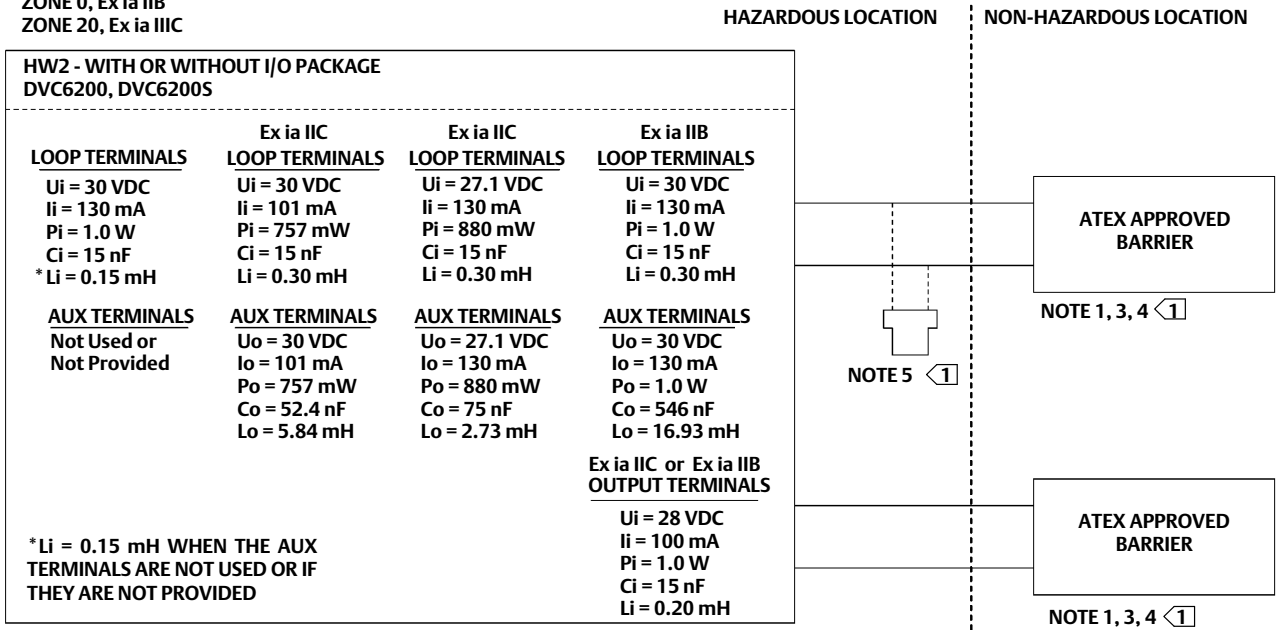 ZONE 0, Ex ia IIB
ZONE 20, Ex ia IIIC
HAZARDOUS LOCATION
NON-HAZARDOUS LOCATION
HW2 - WITH OR WITHOUT I/O PACKAGE
DVC6200, DVC6200S
LOOP TERMINALS
Ui = 30 VDC
Ii = 130 mA
Pi = 1.0 W
Ci = 15 nF
*Li = 0.15 mH
AUX TERMINALS
Not Used or
Not Provided
Ex ia IIC
LOOP TERMINALS
Ui = 30 VDC
Ii = 101 mA
Pi = 757 mW
Ci = 15 nF
Li = 0.30 mH
AUX TERMINALS
Uo = 30 VDC
Io = 101 mA
Po = 757 mW
Co = 52.4 nF
Lo = 5.84 mH
Ex ia IIC
LOOP TERMINALS
Ui = 27.1 VDC
Ii = 130 mA
Pi = 880 mW
Ci = 15 nF
Li = 0.30 mH
AUX TERMINALS
Uo = 27.1 VDC
Io = 130 mA
Po = 880 mW
Co = 75 nF
Lo = 2.73 mH
Ex ia IIB
LOOP TERMINALS
Ui = 30 VDC
Ii = 130 mA
Pi = 1.0 W
Ci = 15 nF
Li = 0.30 mH
AUX TERMINALS
Uo = 30 VDC
Io = 130 mA
Po = 1.0 W
Co = 546 nF
Lo = 16.93 mH
Ex ia IIC or Ex ia IIB
OUTPUT TERMINALS
Ui = 28 VDC
Ii = 100 mA
Pi = 1.0 W
Ci = 15 nF
Li = 0.20 mH
*Li = 0.15 mH WHEN THE AUX
TERMINALS ARE NOT USED OR IF
THEY ARE NOT PROVIDED
ATEX APPROVED
BARRIER
NOTE 1, 3, 4 1
NOTE 5 1
ATEX APPROVED
BARRIER
NOTE 1, 3, 4 1